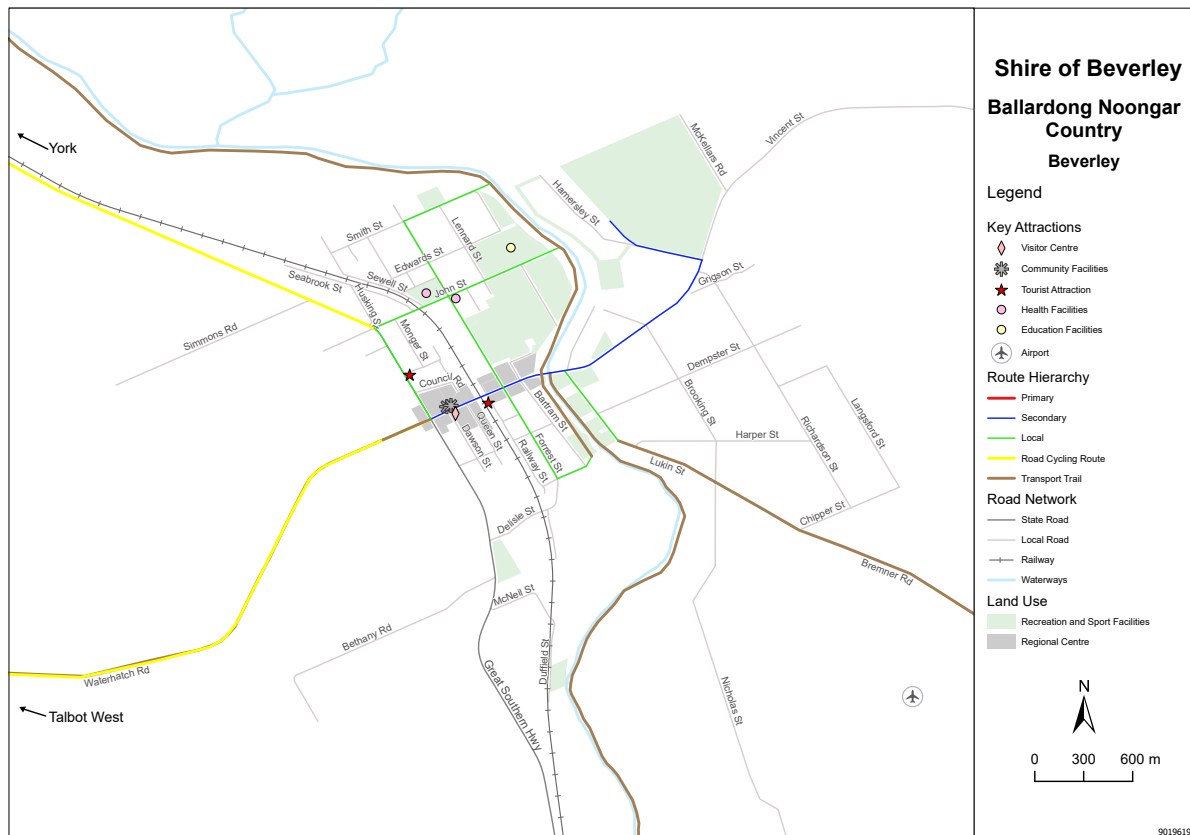 Shire of Beverley
Ballardong Noongar
Country
Beverley
Legend
Key Attractions
Visitor Centre
Community Facilities
Tourist Attraction
Health Facilities
Education Facilities
Airport
Route Hierarchy
Primary
Secondary
Local
Road Cycling Route
Transport Trail
Road Network
State Road
Local Road
Railway
Waterways
Land Use
Recreation and Sport Facilities
Regional Centre
N
0 300 600 m
9019619
York
Talbot West
Smith St
Lennard St
Edwards St
Sewell St
John St
Seabrook St
Husking St
Monger St
Simmons Rd
Council Rd
Hamersley St
McKellars Rd
Vincent St
Grigson St
Dempster St
Brooking St
Harper St
Richardson St
Langsford St
Chipper St
Lukin St
Bremner Rd
Bartram St
Forrest St
Railway St
Queen St
Dawson St
Delisle St
McNeil St
Bethany Rd
Waterhatch Rd
Great Southern Hwy
Duffield St
Nicholas St